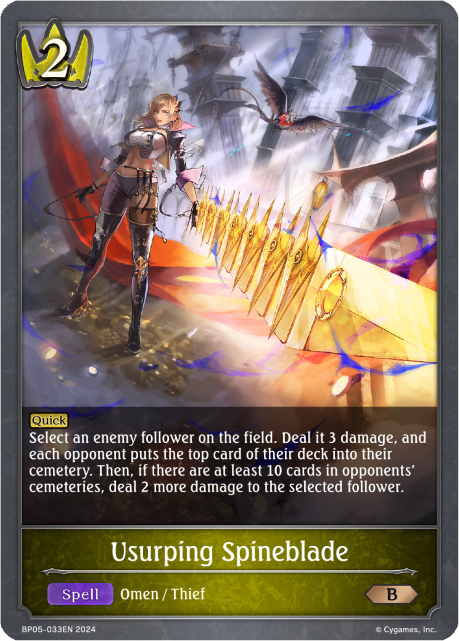 2
Quick
Select an enemy follower on the field. Deal it 3 damage, and
each opponent puts the top card of their deck into their
cemetery. Then, if there are at least 10 cards in opponents'
cemeteries, deal 2 more damage to the selected follower.
Usurping Spineblade
Spell Omen / Thief B
BP05-033EN 2024 © Cygames, Inc.